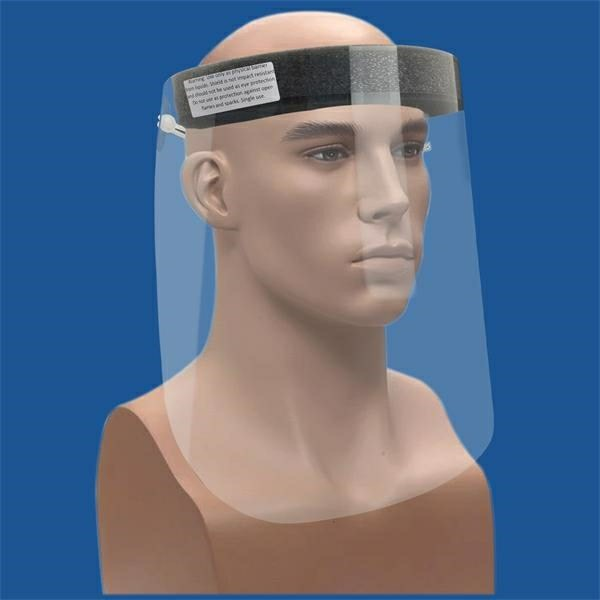 Warning: Use only as physical barrier
from liquids. Shield is not impact resistant
and should not be used as eye protection.
Do not use as protection against open
flames and sparks. Single use.